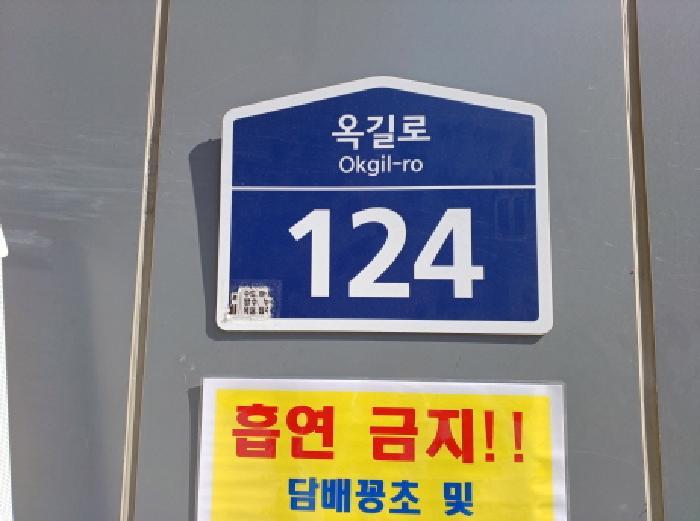 옥길로
Okgil-ro
124
흡연 금지!!
담배꽁초 및